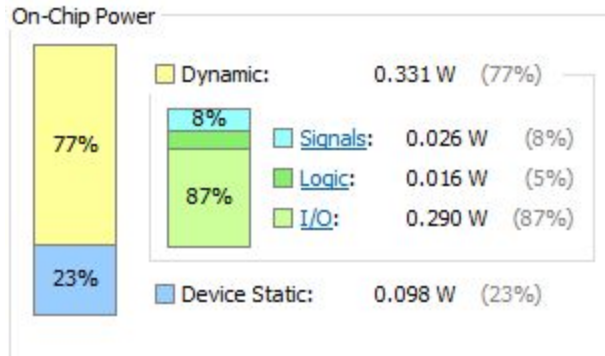 On-Chip Power
Dynamic: 0.331 W (77%)
77%
8%
Signals: 0.026 W (8%)
Logic: 0.016 W (5%)
87%
I/O: 0.290 W (87%)
23%
Device Static: 0.098 W (23%)